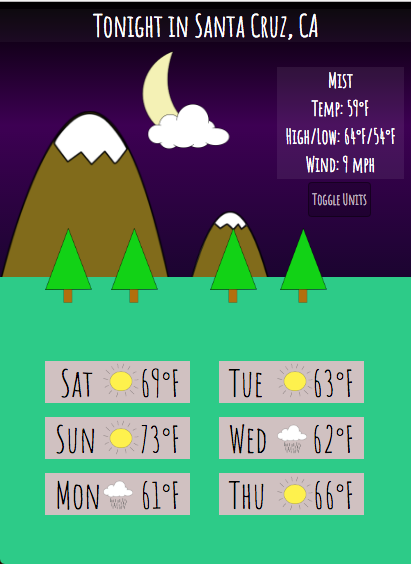 Tonight in Santa Cruz, CA
Mist
Temp: 59°F
High/Low: 64°F/54°F
Wind: 9 mph
Toggle Units
Sat 69°F
Sun 73°F
Mon 61°F
Tue 63°F
Wed 62°F
Thu 66°F